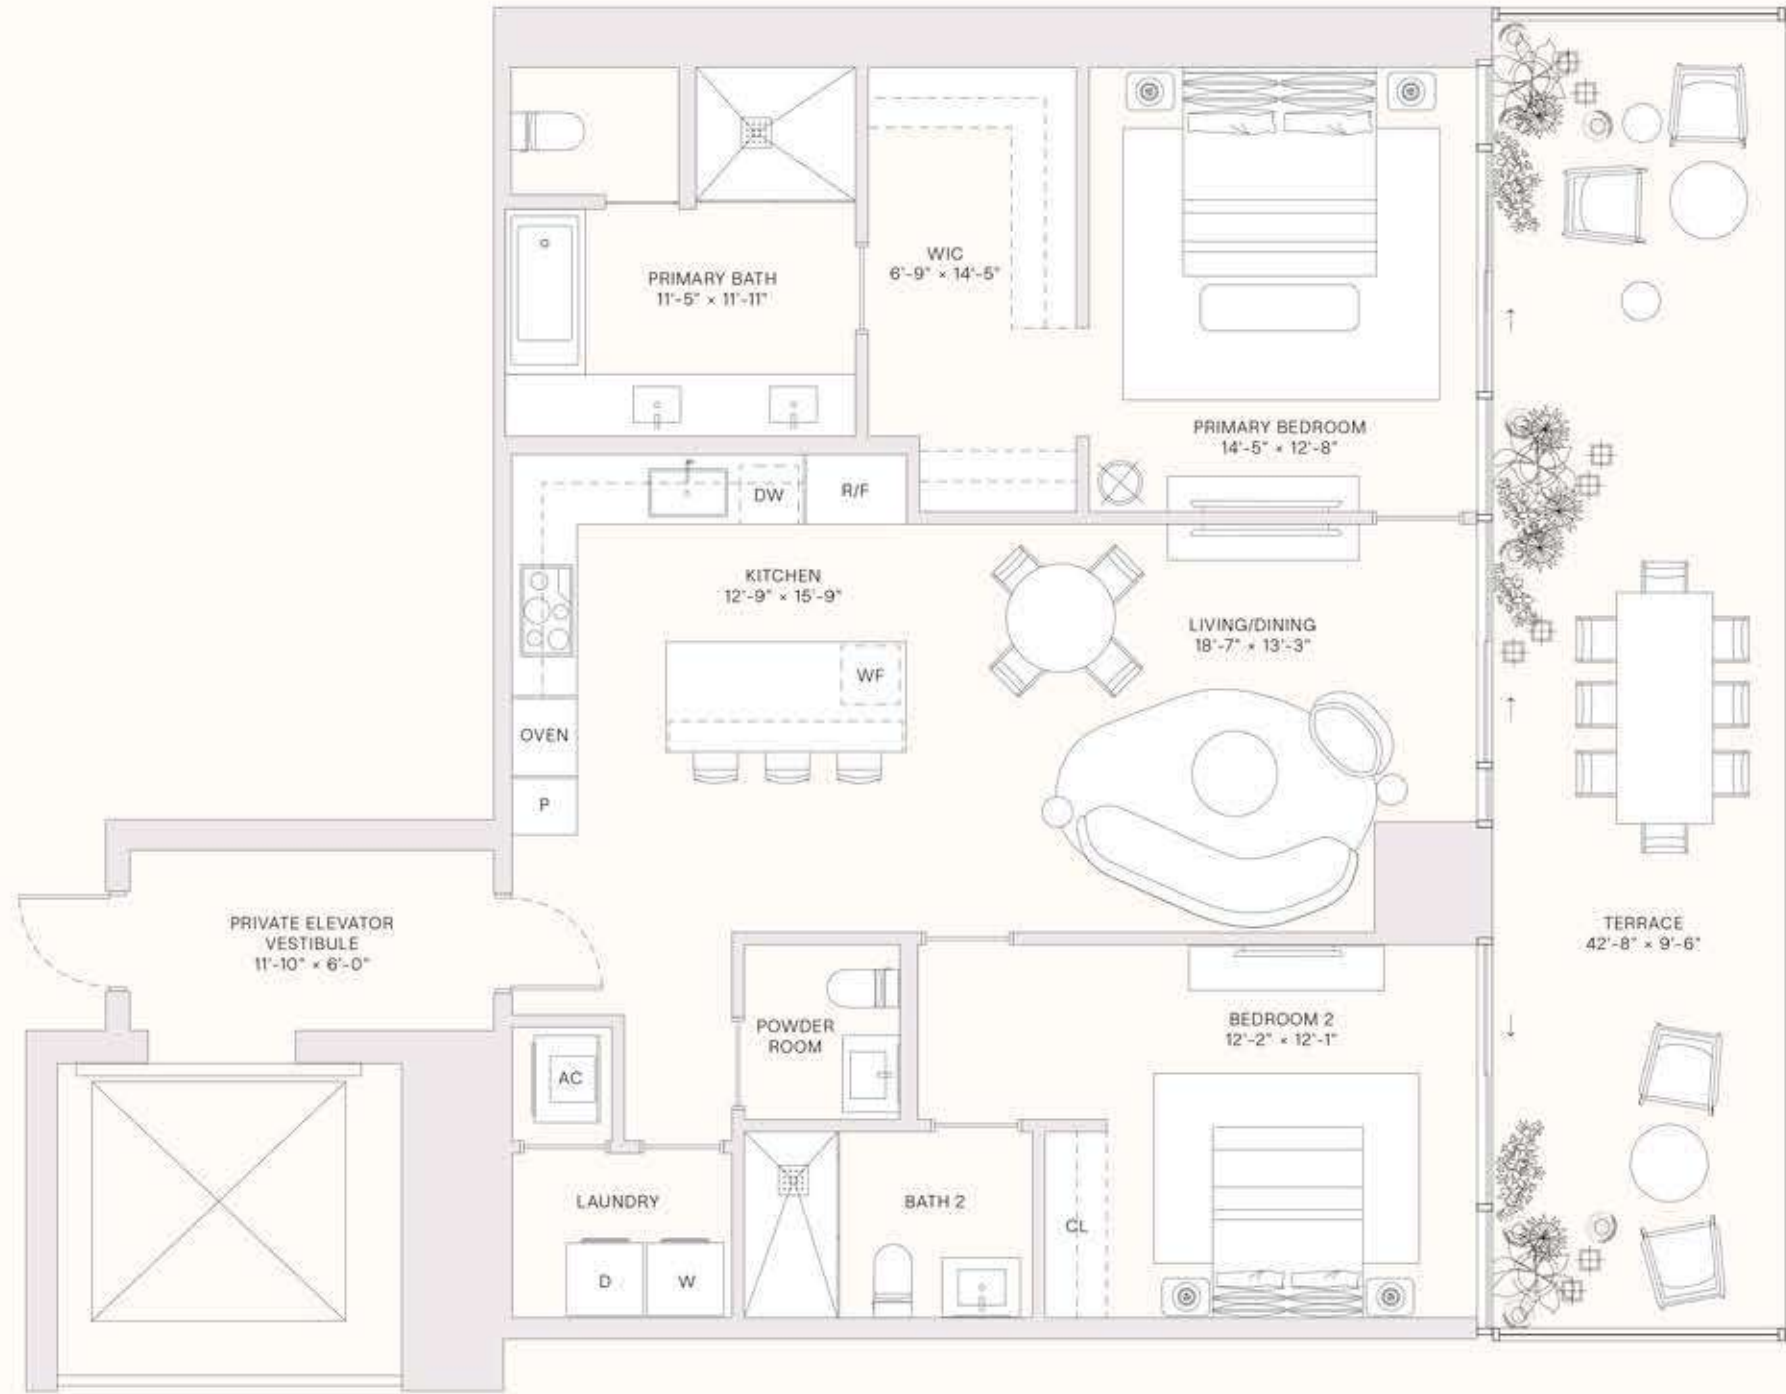 WIC
6'-9" × 14'-5"
PRIMARY BATH
11'-5" × 11'-11"
PRIMARY BEDROOM
14'-5" × 12'-8"
DW
R/F
KITCHEN
12'-9" × 15'-9"
LIVING/DINING
18'-7" × 13'-3"
WF
OVEN
P
PRIVATE ELEVATOR
VESTIBULE
11'-10" × 6'-0"
TERRACE
42'-8" × 9'-6"
POWDER
ROOM
BEDROOM 2
12'-2" × 12'-1"
AC
LAUNDRY
BATH 2
CL
D
W